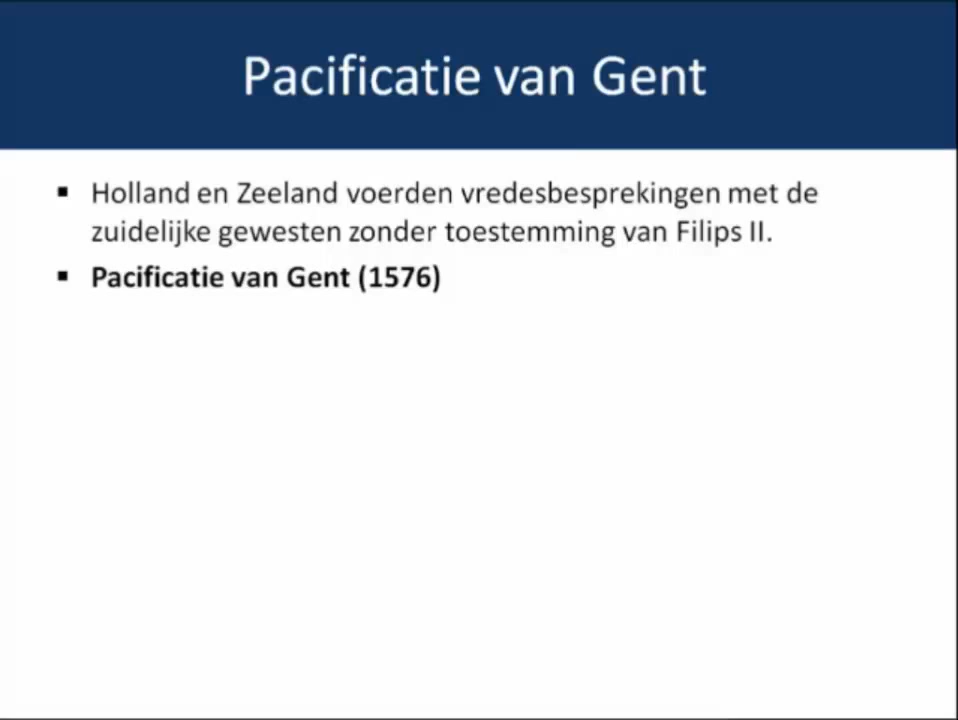 Pacificatie van Gent
▪ Holland en Zeeland voerden vredesbesprekingen met de
zuidelijke gewesten zonder toestemming van Filips II.
▪ Pacificatie van Gent (1576)